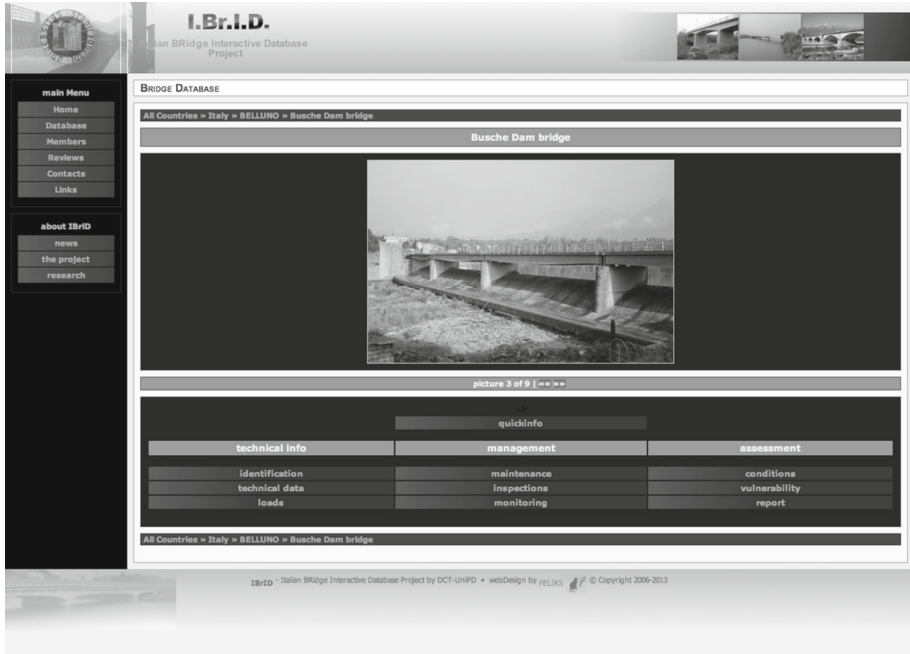 I.Br.I.D.
Italian BRidge Interactive Database
Project
main Menu
Home
Database
Members
Reviews
Contacts
Links
about IBriD
news
the project
research
BRIDGE DATABASE
All Countries » Italy » BELLUNO » Busche Dam bridge
Busche Dam bridge
picture 3 of 9 |
-->
quickinfo
technical info management assessment
identification maintenance conditions
technical data inspections vulnerability
loads monitoring report
All Countries » Italy » BELLUNO » Busche Dam bridge
IBriD - Italian BRidge Interactive Database Project by DCT-UniPD • webDesign by FELIXS © Copyright 2006-2013